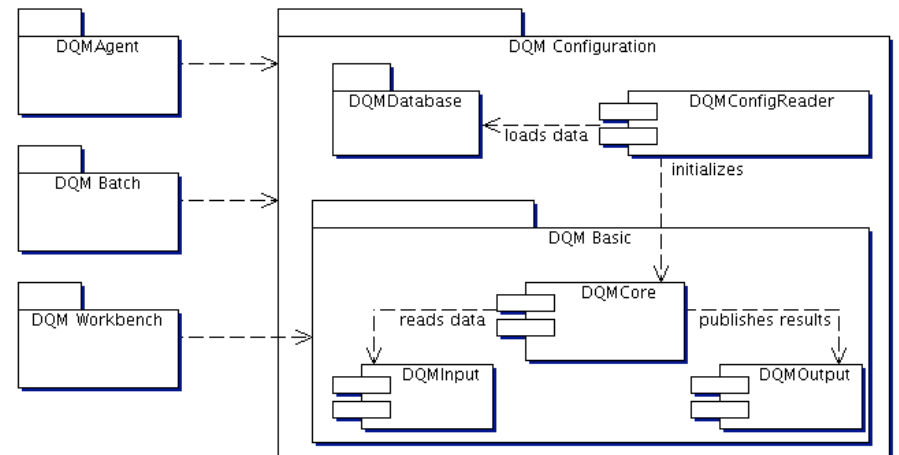 DQMAgent
DQM Configuration
DQMDatabase
DQMConfigReader
loads data
initializes
DQM Batch
DQM Basic
DQM Workbench
DQMCore
reads data
publishes results
DQMInput
DQMOutput